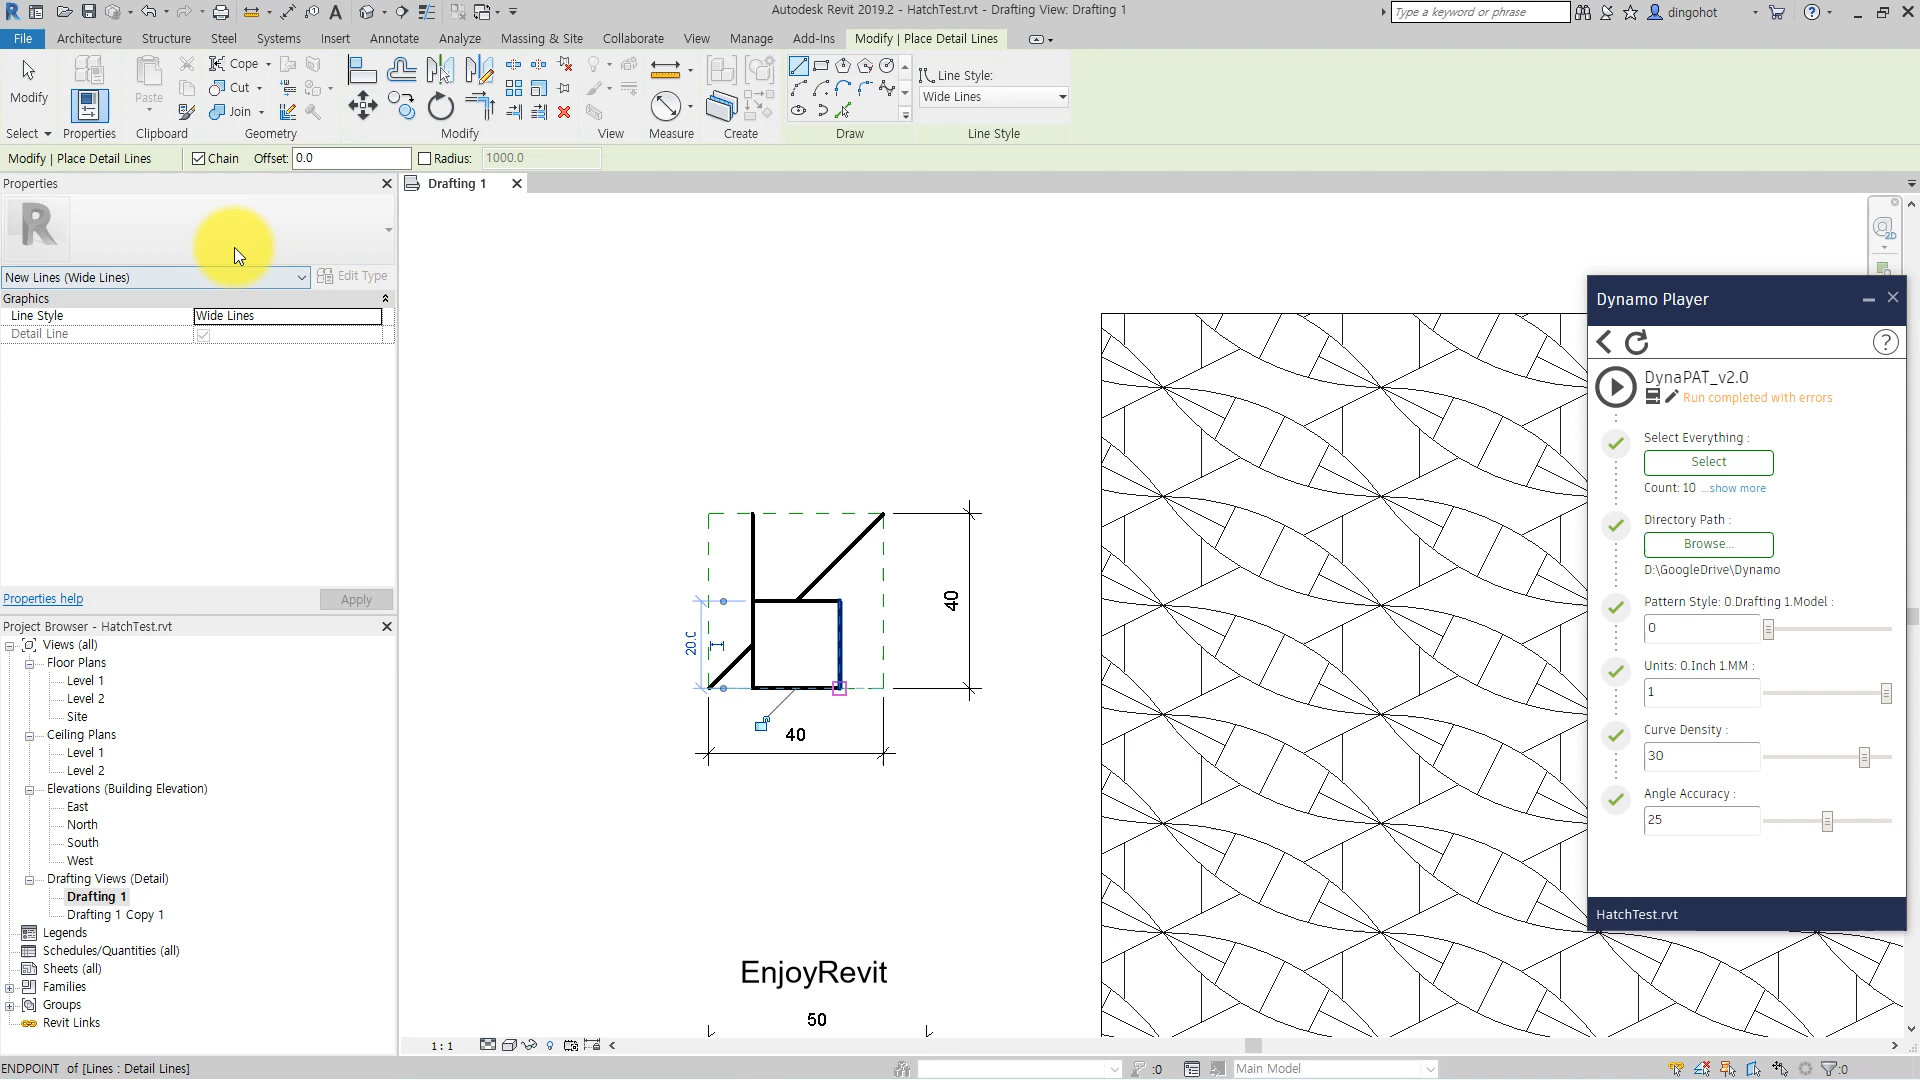 Autodesk Revit 2019.2 - HatchTest.rvt - Drafting View: Drafting 1
Type a keyword or phrase
dingohot
File
Architecture
Structure
Steel
Systems
Insert
Annotate
Analyze
Massing & Site
Collaborate
View
Manage
Add-Ins
Modify | Place Detail Lines
Modify
Paste
Cope
Cut
Join
Line Style:
Wide Lines
Select
Properties
Clipboard
Geometry
Modify
View
Measure
Create
Draw
Line Style
Modify | Place Detail Lines
Chain
Offset: 0.0
Radius: 1000.0
Properties
Drafting 1
New Lines (Wide Lines)
Edit Type
Graphics
Line Style
Wide Lines
Detail Line
Properties help
Apply
Project Browser - HatchTest.rvt
Views (all)
Floor Plans
Level 1
Level 2
Site
Ceiling Plans
Level 1
Level 2
Elevations (Building Elevation)
East
North
South
West
Drafting Views (Detail)
Drafting 1
Drafting 1 Copy 1
Legends
Schedules/Quantities (all)
Sheets (all)
Families
Groups
Revit Links
40
20.0
40
EnjoyRevit
50
2D
Dynamo Player
DynaPAT_v2.0
Run completed with errors
Select Everything :
Select
Count: 10 ...show more
Directory Path :
Browse...
D:\GoogleDrive\Dynamo
Pattern Style: 0.Drafting 1.Model :
0
Units: 0.Inch 1.MM :
1
Curve Density :
30
Angle Accuracy :
25
HatchTest.rvt
1 : 1
ENDPOINT of [Lines : Detail Lines]
:0
Main Model
:0